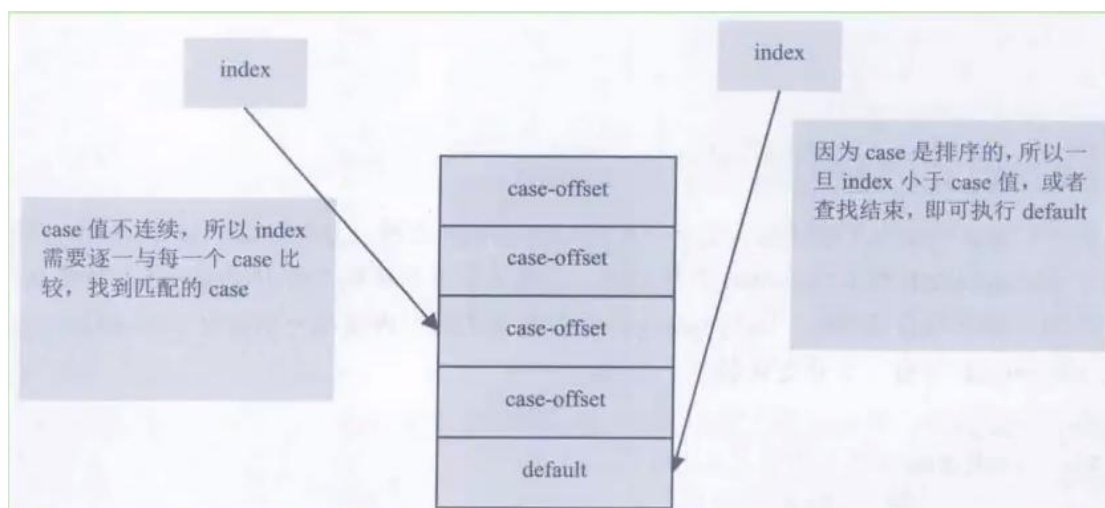 index
index
case 值不连续，所以 index
需要逐一与每一个 case 比
较，找到匹配的 case
case-offset
case-offset
case-offset
case-offset
default
因为 case 是排序的，所以一
旦 index 小于 case 值，或者
查找结束，即可执行 default